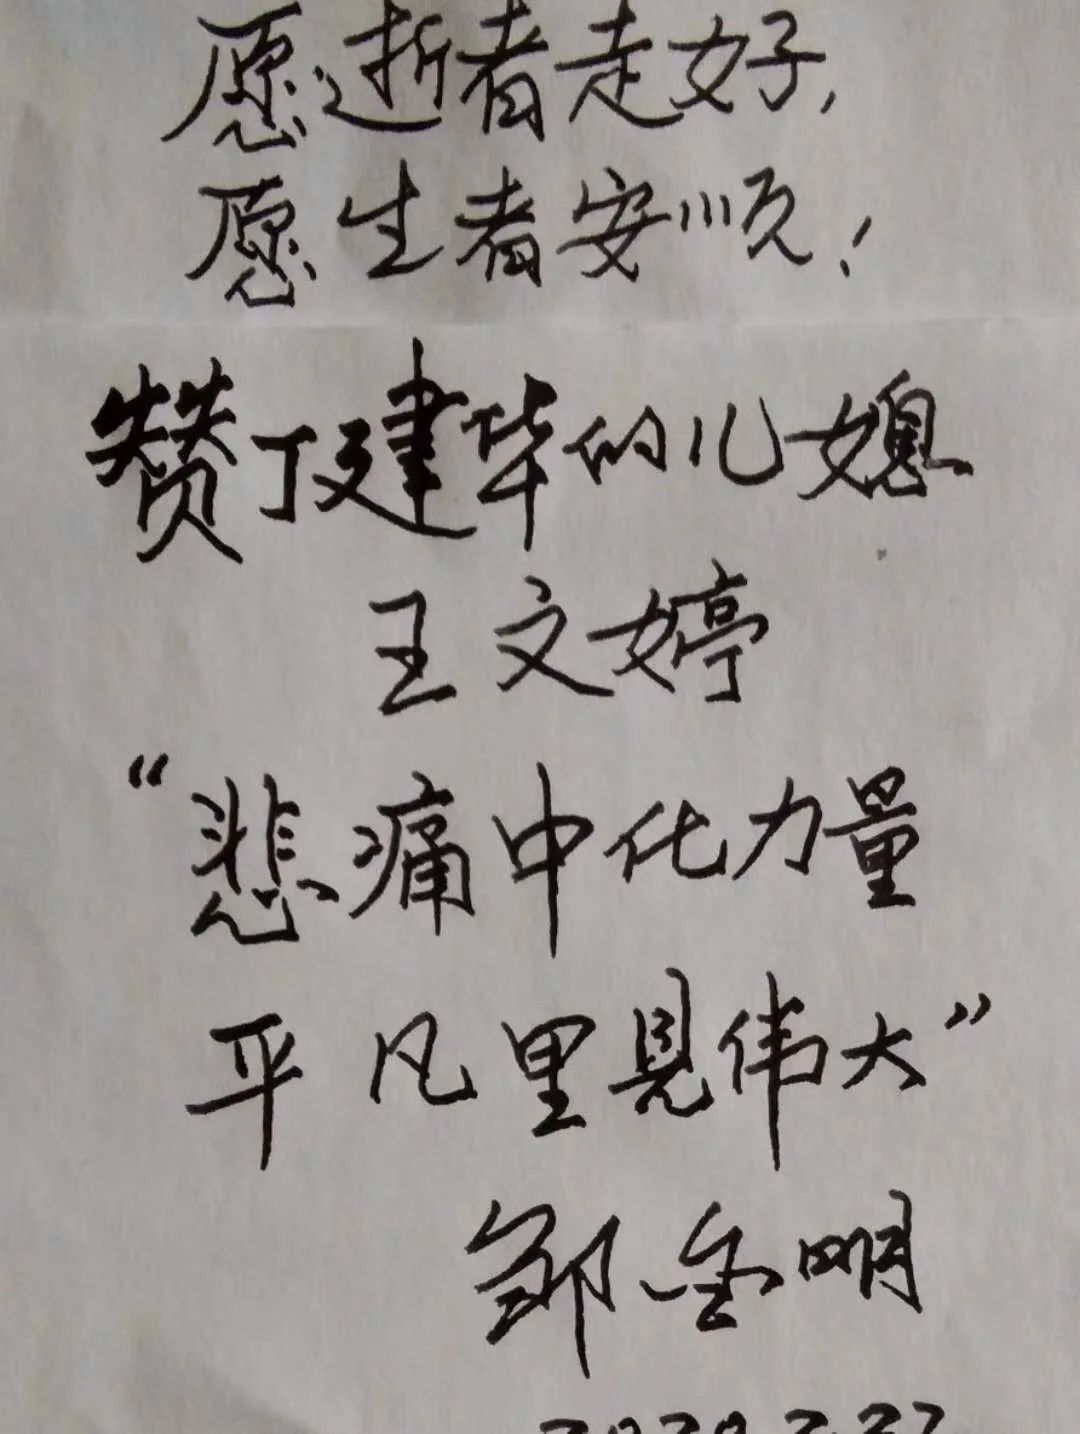 愿逝者走好，
愿生者安顺！
赞丁建华的儿媳
王文婷
“悲痛中化力量
平凡里见伟大”
邹金明